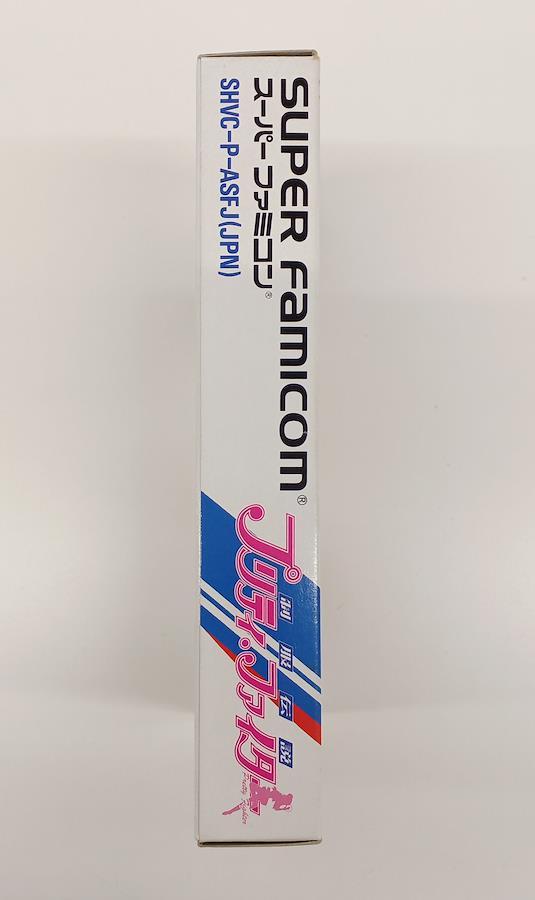 SUPER FAMICOM®
スーパー ファミコン®
SHVC-P-ASFJ(JPN)
制服伝説
プリティ・ファイター
Pretty Fighter